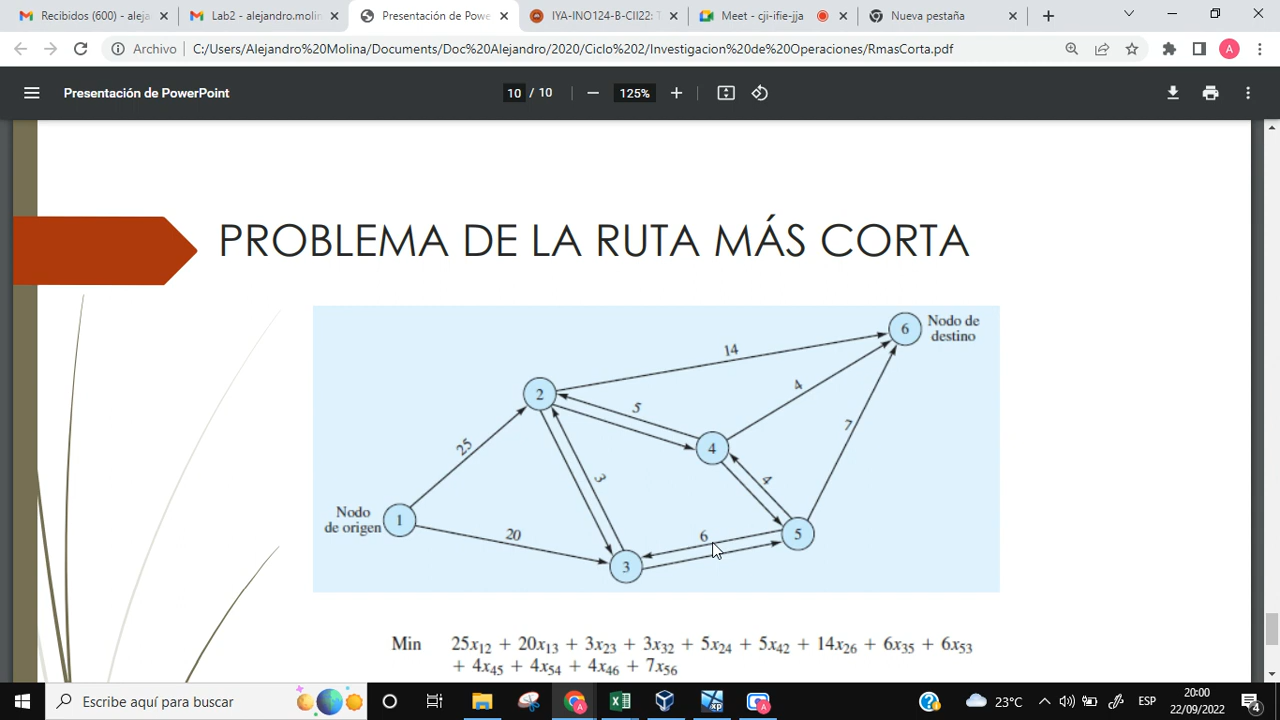 Recibidos (600) - aleja
Lab2 - alejandro.molin
Presentación de Powe
IYA-INO124-B-CII22: T
Meet - cji-ifie-jja
Nueva pestaña
Archivo
C:/Users/Alejandro%20Molina/Documents/Doc%20Alejandro/2020/Ciclo%202/Investigacion%20de%20Operaciones/RmasCorta.pdf
A
Presentación de PowerPoint
10 / 10
125%
PROBLEMA DE LA RUTA MÁS CORTA
6
Nodo de
destino
14
4
2
5
7
25
4
3
4
Nodo
de origen
1
20
6
5
3
Min 25x12 + 20x13 + 3x23 + 3x32 + 5x24 + 5x42 + 14x26 + 6x35 + 6x53
+ 4x45 + 4x54 + 4x46 + 7x56
Escribe aquí para buscar
23°C
ESP
20:00
22/09/2022
4